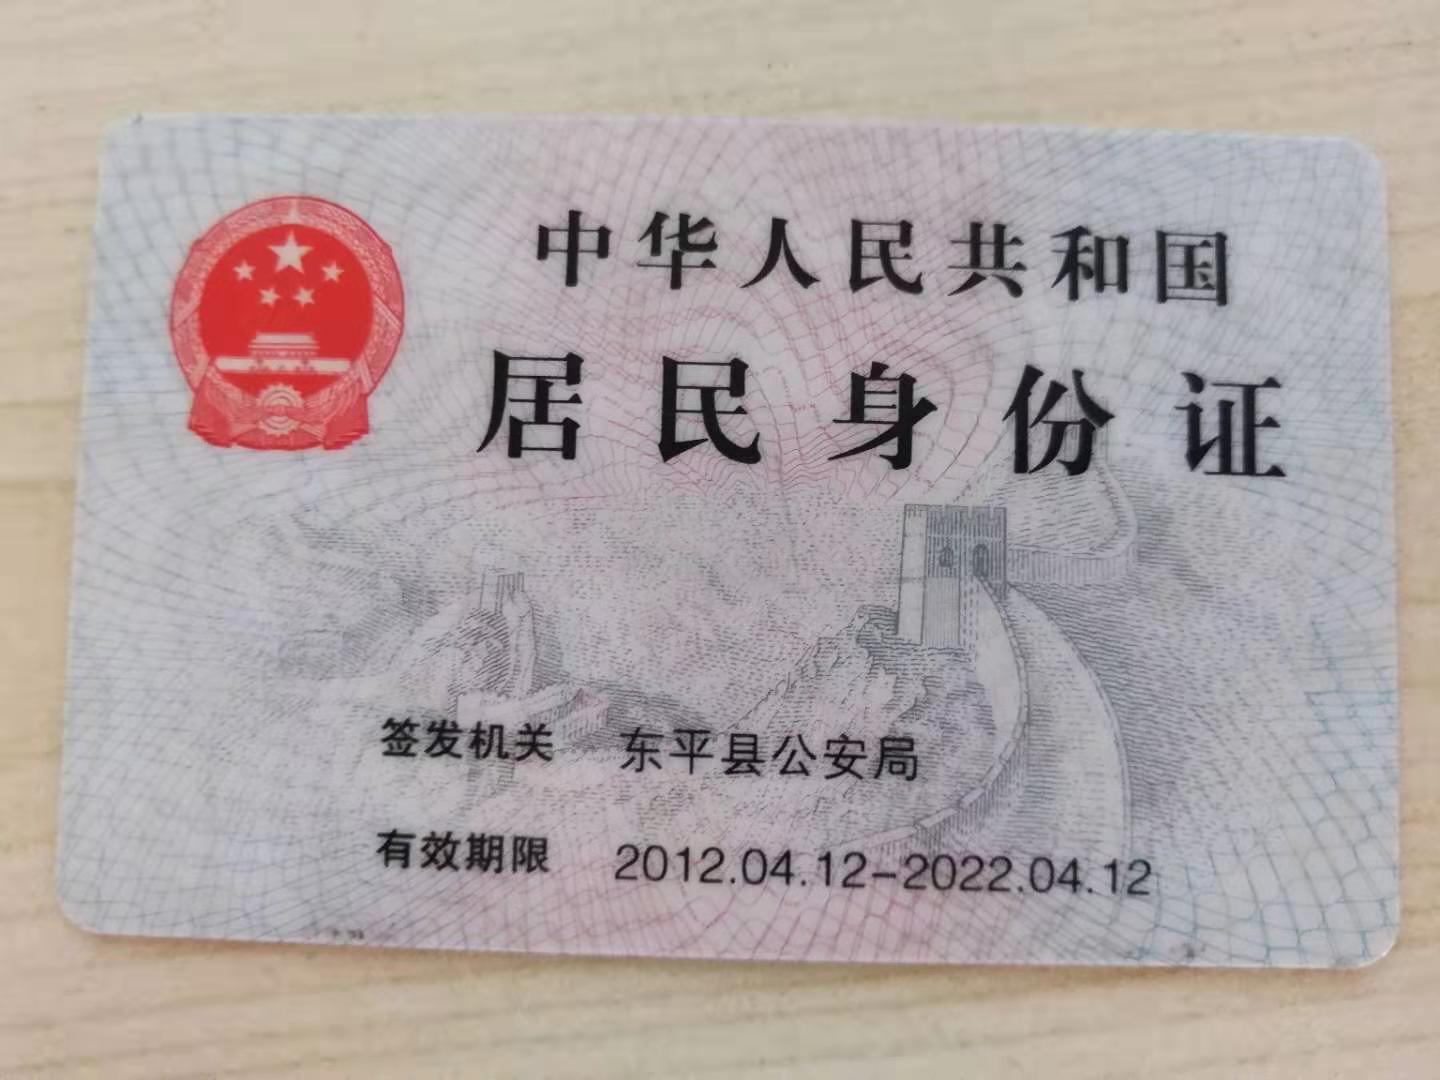 中华人民共和国
居民身份证
签发机关 东平县公安局
有效期限 2012.04.12-2022.04.12